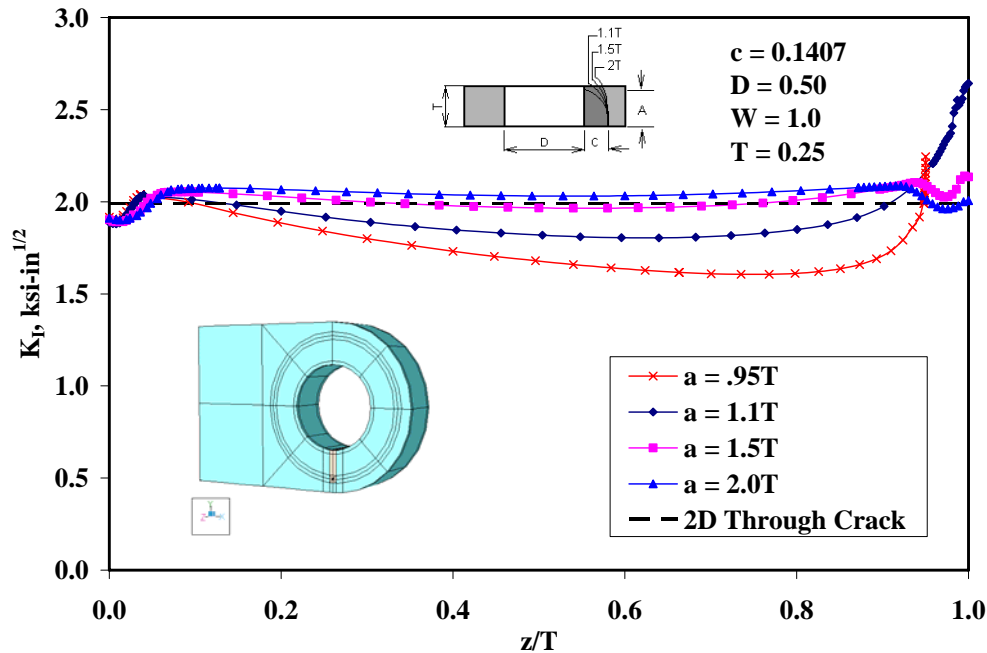 3.0
2.5
2.0
1.5
1.0
0.5
0.0
K_I, ksi-in^1/2
0.0
0.2
0.4
0.6
0.8
1.0
z/T
1.1T
1.5T
2T
T
D
C
A
c = 0.1407
D = 0.50
W = 1.0
T = 0.25
a = .95T
a = 1.1T
a = 1.5T
a = 2.0T
2D Through Crack